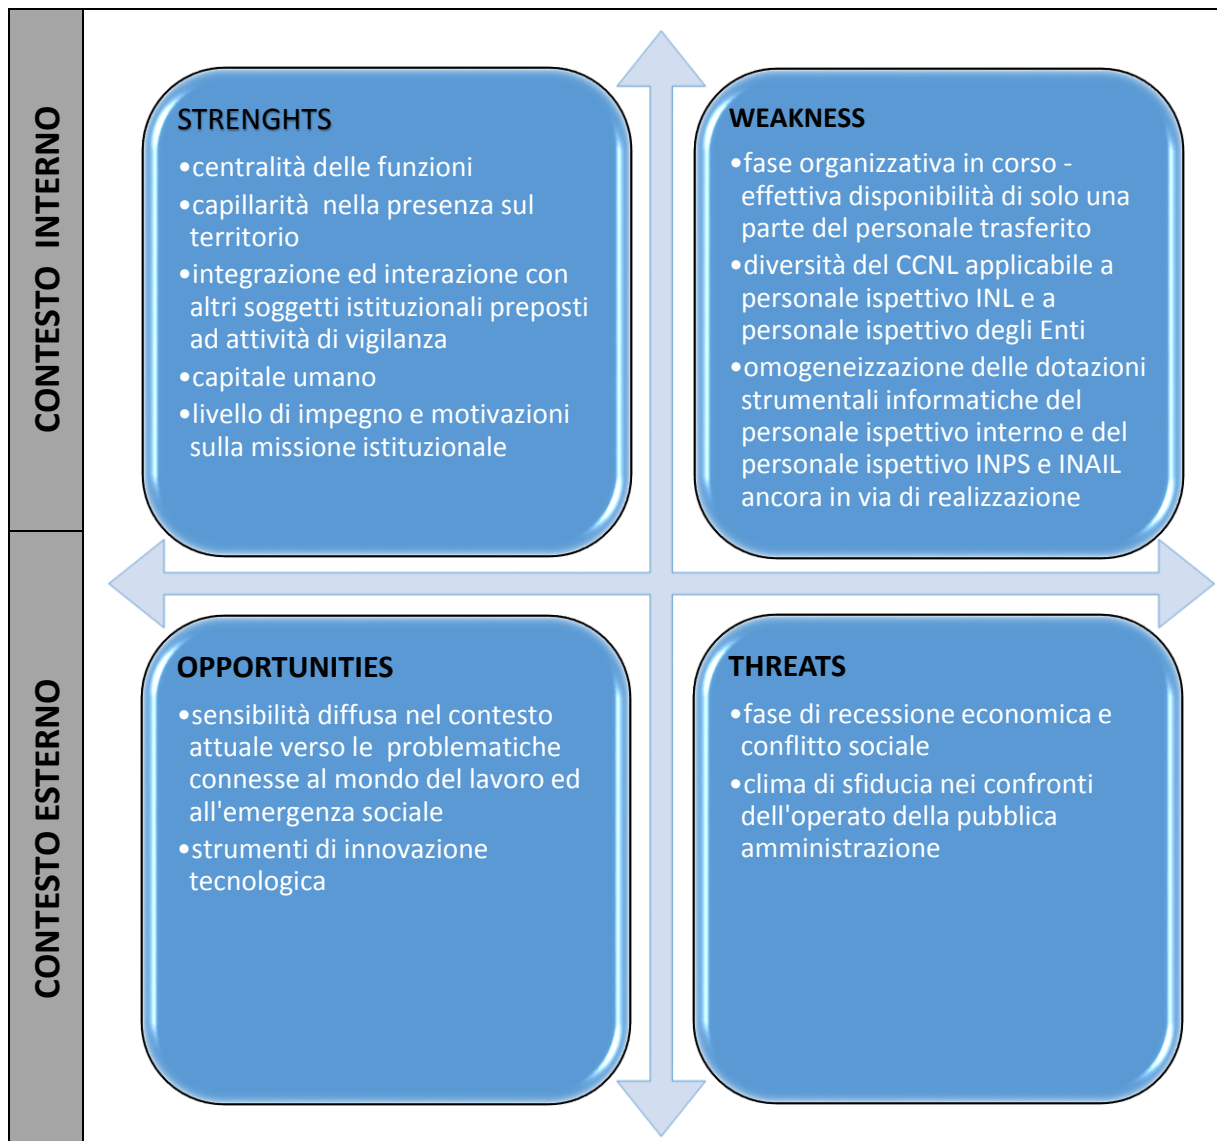 CONTESTO INTERNO
STRENGHTS
•centralità delle funzioni
•capillarità nella presenza sul
territorio
•integrazione ed interazione con
altri soggetti istituzionali preposti
ad attività di vigilanza
•capitale umano
•livello di impegno e motivazioni
sulla missione istituzionale
WEAKNESS
•fase organizzativa in corso -
effettiva disponibilità di solo una
parte del personale trasferito
•diversità del CCNL applicabile a
personale ispettivo INL e a
personale ispettivo degli Enti
•omogeneizzazione delle dotazioni
strumentali informatiche del
personale ispettivo interno e del
personale ispettivo INPS e INAIL
ancora in via di realizzazione
CONTESTO ESTERNO
OPPORTUNITIES
•sensibilità diffusa nel contesto
attuale verso le problematiche
connesse al mondo del lavoro ed
all'emergenza sociale
•strumenti di innovazione
tecnologica
THREATS
•fase di recessione economica e
conflitto sociale
•clima di sfiducia nei confronti
dell'operato della pubblica
amministrazione